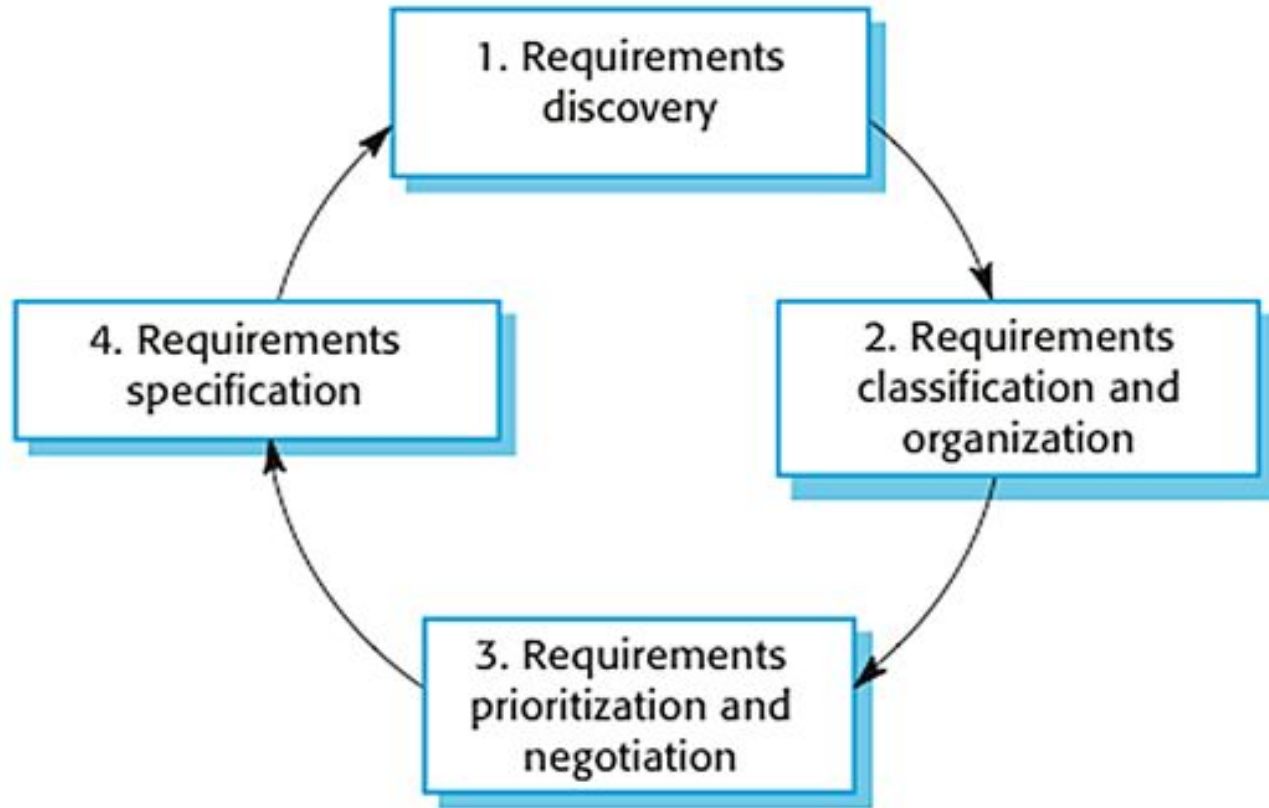 1. Requirements
discovery
2. Requirements
classification and
organization
3. Requirements
prioritization and
negotiation
4. Requirements
specification